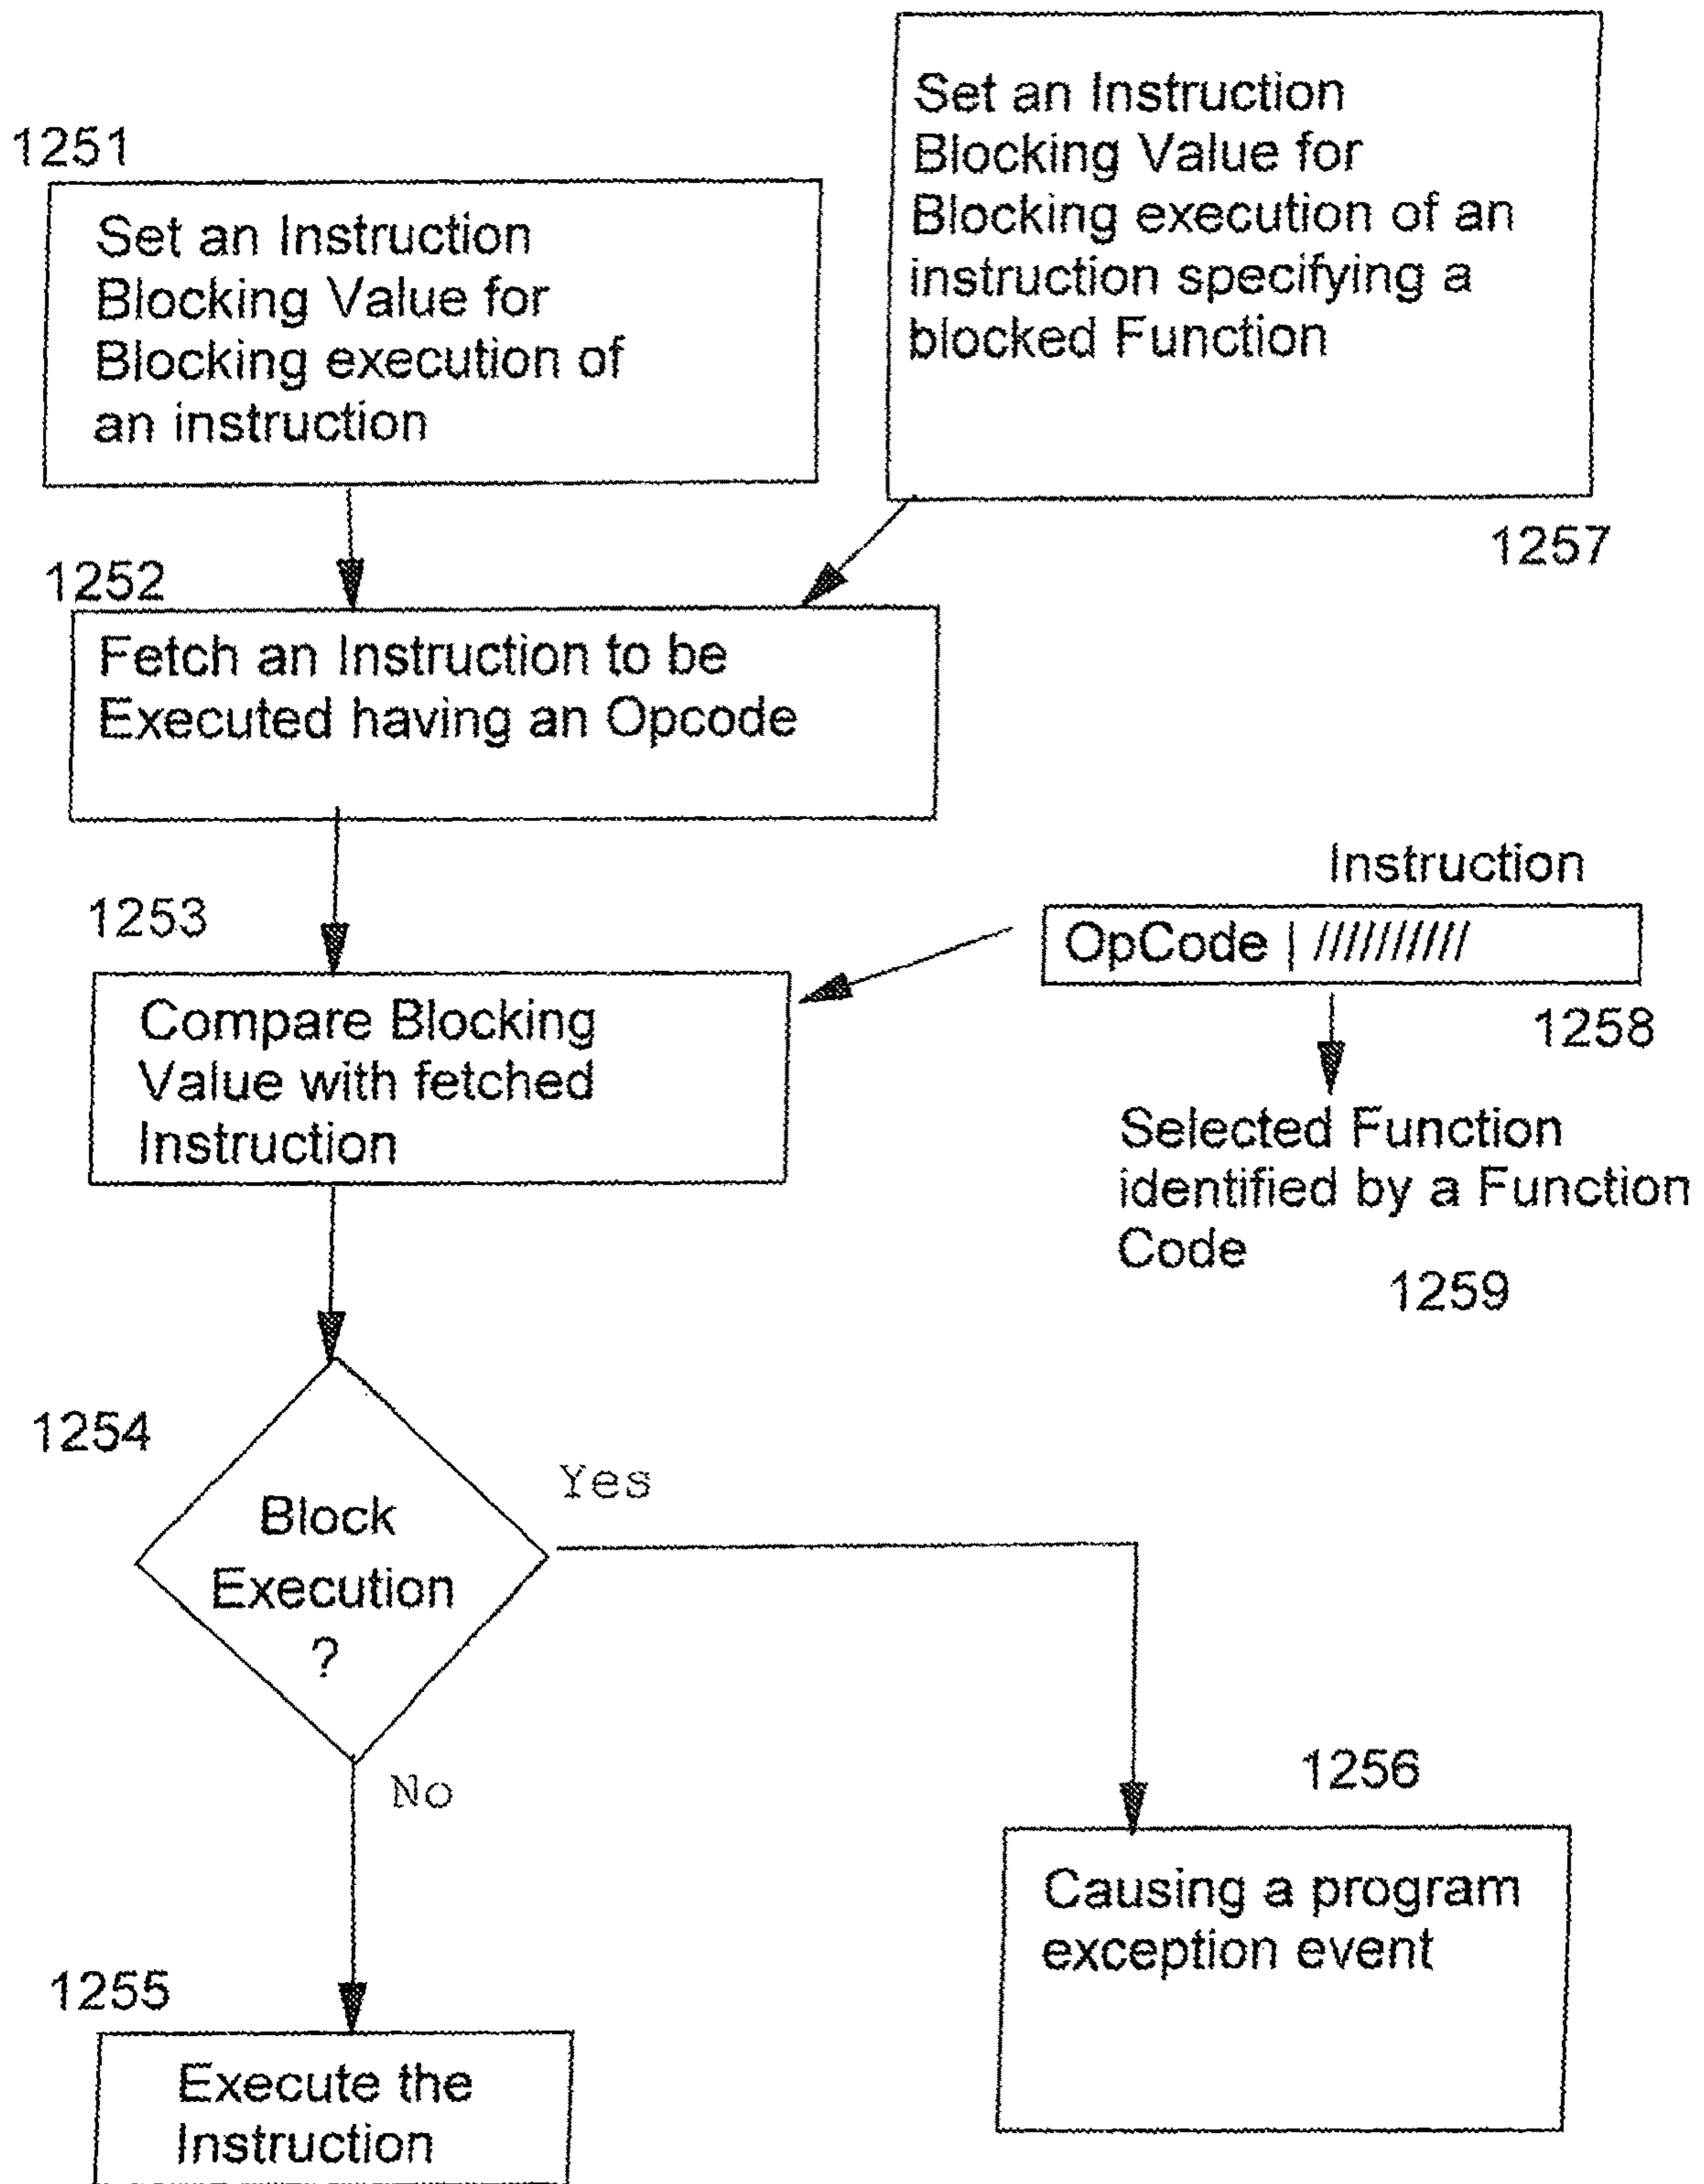 1251
Set an Instruction
Blocking Value for
Blocking execution of
an instruction
Set an Instruction
Blocking Value for
Blocking execution of an
instruction specifying a
blocked Function
1257
1252
Fetch an Instruction to be
Executed having an Opcode
1253
Compare Blocking
Value with fetched
Instruction
Instruction
OpCode | //////////
1258
Selected Function
identified by a Function
Code
1259
1254
Block
Execution
?
Yes
No
1256
Causing a program
exception event
1255
Execute the
Instruction